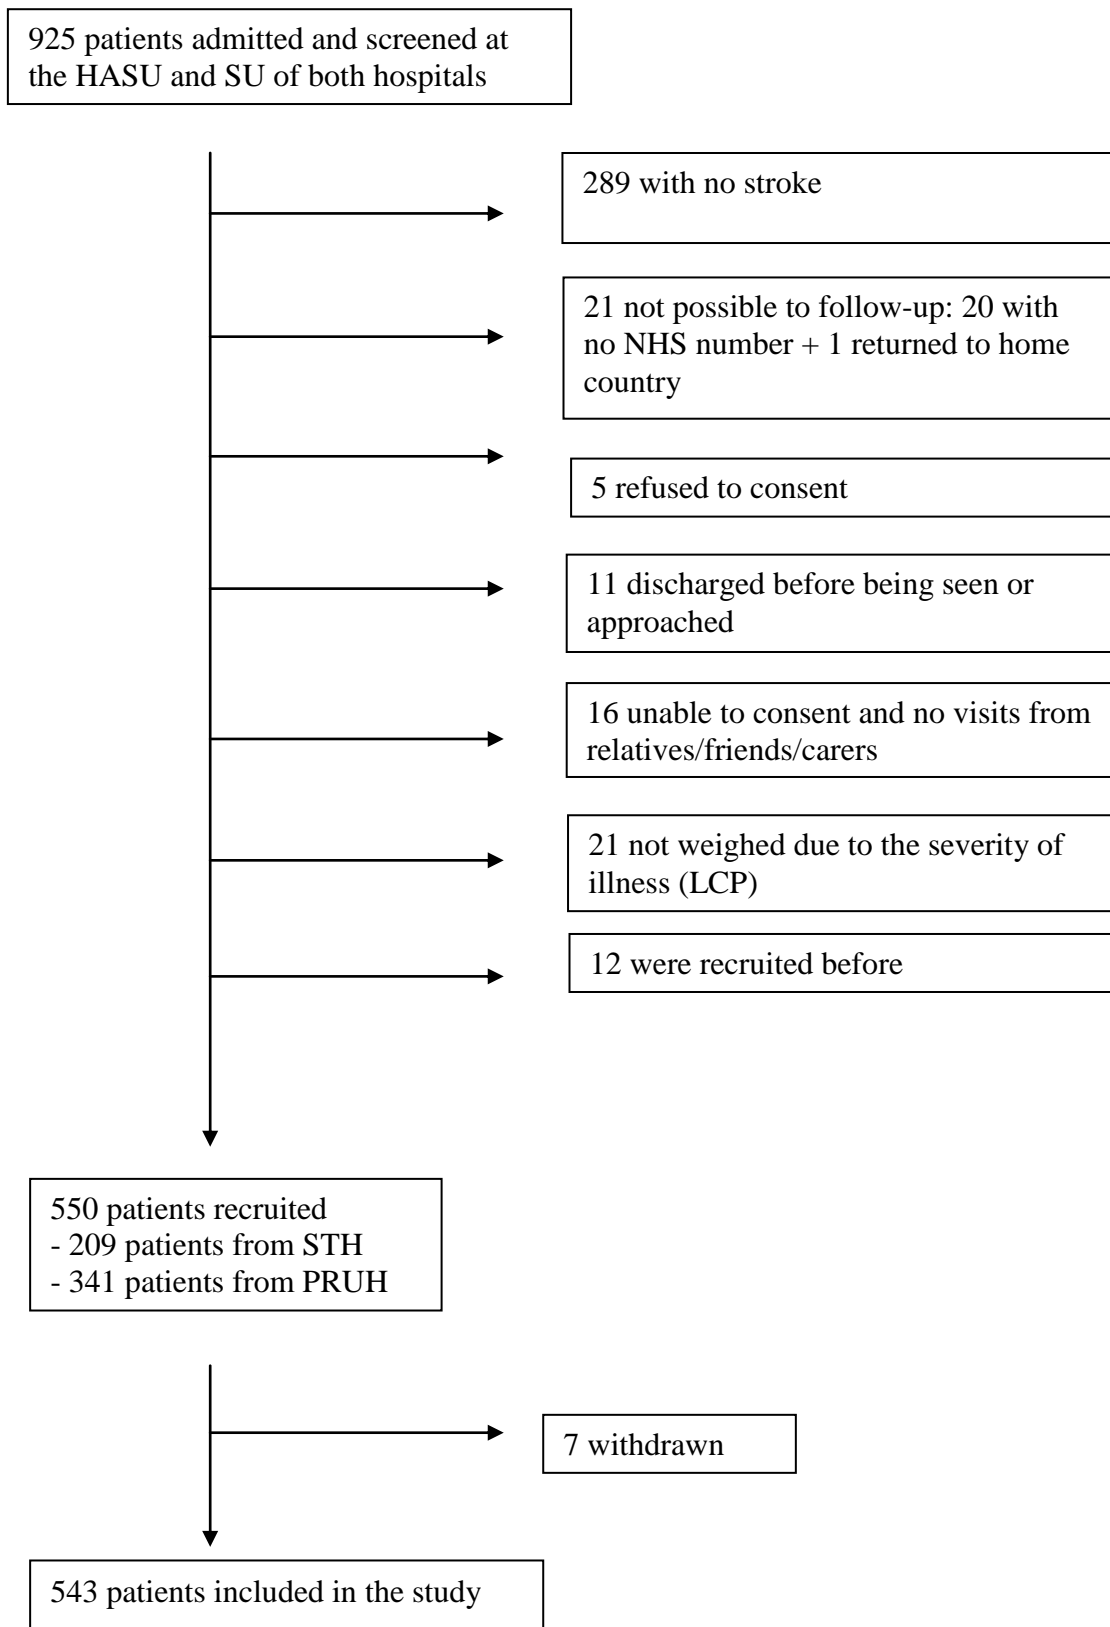 925 patients admitted and screened at
the HASU and SU of both hospitals
289 with no stroke
21 not possible to follow-up: 20 with
no NHS number + 1 returned to home
country
5 refused to consent
11 discharged before being seen or
approached
16 unable to consent and no visits from
relatives/friends/carers
21 not weighed due to the severity of
illness (LCP)
12 were recruited before
550 patients recruited
- 209 patients from STH
- 341 patients from PRUH
7 withdrawn
543 patients included in the study